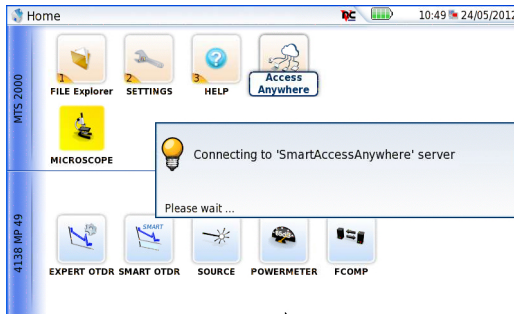 Home
10:49 24/05/2012
MTS 2000
1 FILE Explorer
2 SETTINGS
3 HELP
Access
Anywhere
MICROSCOPE
Connecting to 'SmartAccessAnywhere' server
Please wait ...
4138 MP 49
EXPERT OTDR
SMART
SMART OTDR
SOURCE
POWERMETER
FCOMP